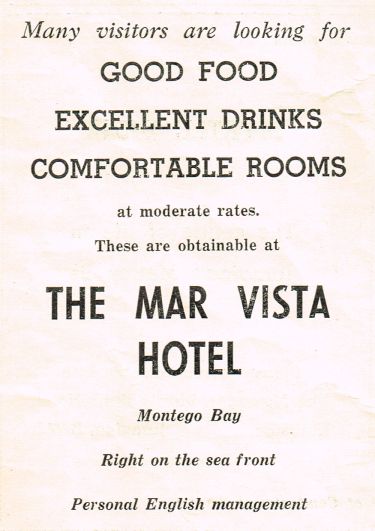 Many visitors are looking for
GOOD FOOD
EXCELLENT DRINKS
COMFORTABLE ROOMS
at moderate rates.
These are obtainable at
THE MAR VISTA
HOTEL
Montego Bay
Right on the sea front
Personal English management